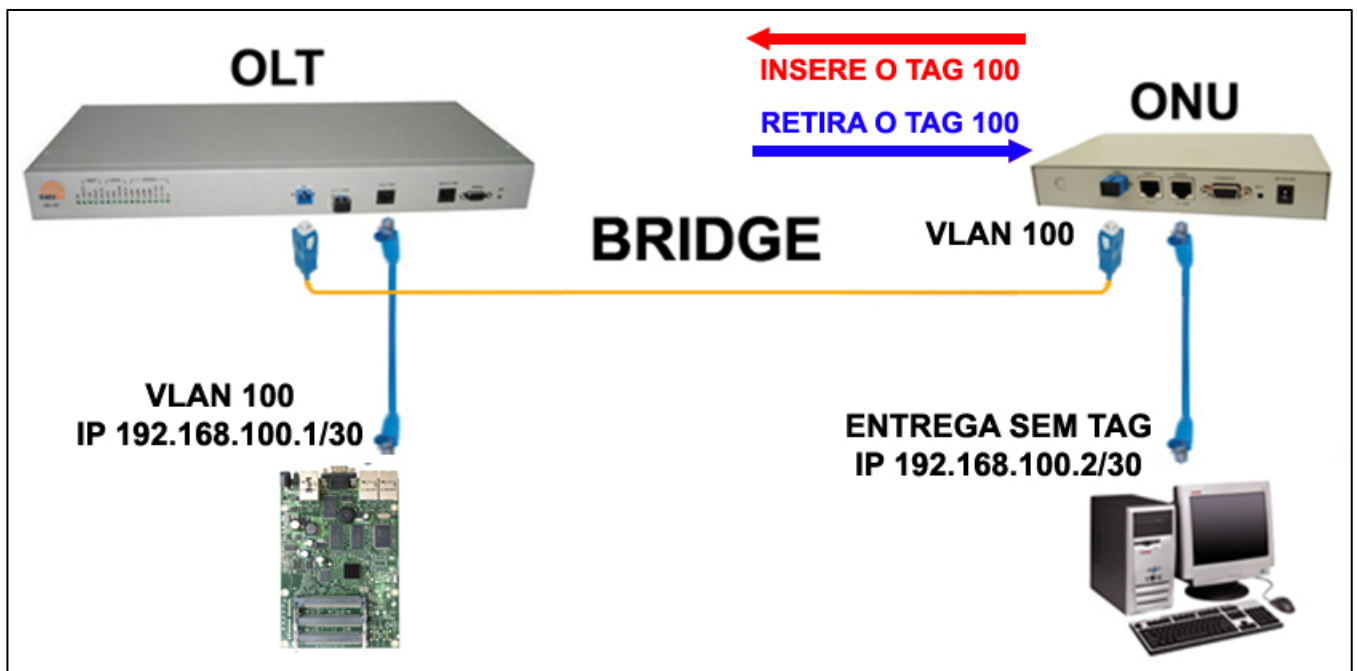 OLT
INSERE O TAG 100
RETIRA O TAG 100
ONU
BRIDGE
VLAN 100
VLAN 100
IP 192.168.100.1/30
ENTREGA SEM TAG
IP 192.168.100.2/30